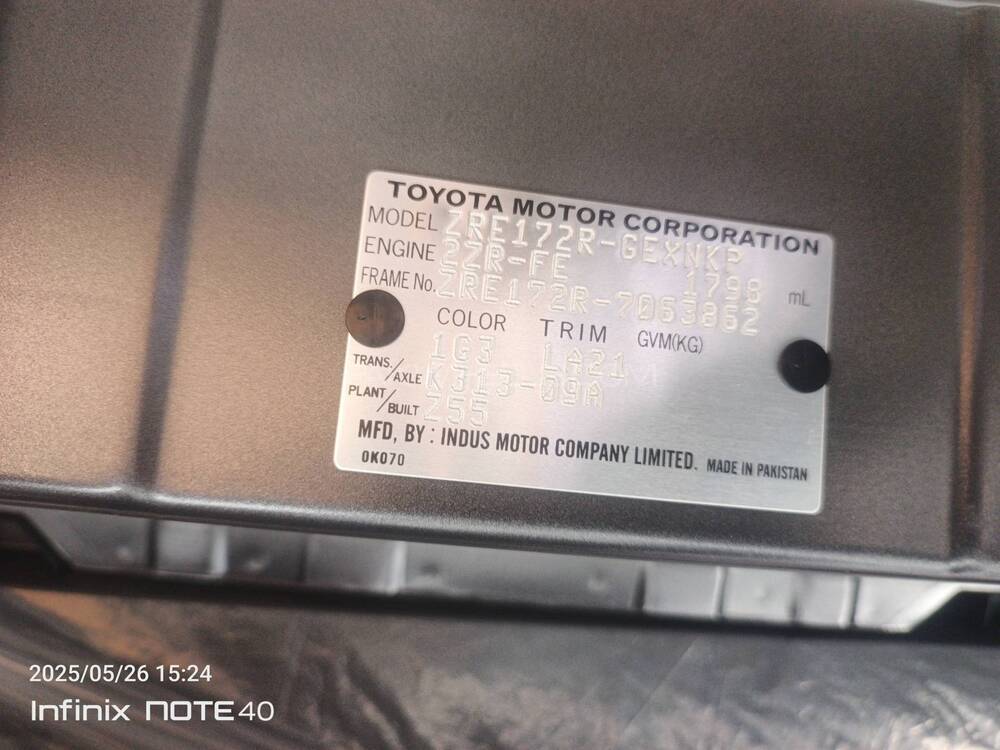 TOYOTA MOTOR CORPORATION
MODEL ZRE172R-GEXNKP
ENGINE 2ZR-FE 1798 mL
FRAME No. ZRE172R-7063862
COLOR TRIM GVM(KG)
1G3 LA21
TRANS./AXLE K313-09A
PLANT/BUILT Z55
MFD, BY : INDUS MOTOR COMPANY LIMITED. MADE IN PAKISTAN
0K070
2025/05/26 15:24
Infinix NOTE 40